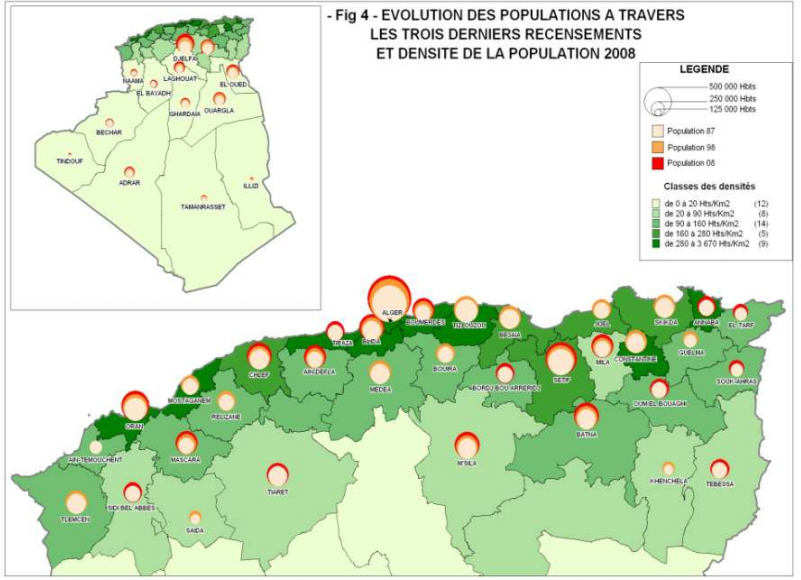 - Fig 4 - EVOLUTION DES POPULATIONS A TRAVERS
LES TROIS DERNIERS RECENSEMENTS
ET DENSITE DE LA POPULATION 2008
LEGENDE
500 000 Hbts
250 000 Hbts
125 000 Hbts
Population 87
Population 98
Population 08
Classes des densités
de 0 à 20 Hts/Km2 (12)
de 20 à 90 Hts/Km2 (8)
de 90 à 160 Hts/Km2 (14)
de 160 à 280 Hts/Km2 (5)
de 280 à 3 670 Hts/Km2 (9)
DJELFA
LAGHOUAT
NAAMA
EL BAYADH
EL OUED
GHARDAIA
OUARGLA
BECHAR
TINDOUF
ADRAR
ILLIZI
TAMANRASSET
ALGER
BOUMERDES
TIZI OUZOU
BEJAIA
JIJEL
SKIKDA
ANNABA
EL TARF
TIPAZA
BLIDA
CHLEF
AIN-DEFLA
MEDEA
BOUIRA
BORDJ BOU ARRERIDJ
SETIF
MILA
CONSTANTINE
GUELMA
SOUK-AHRAS
MOSTAGANEM
RELIZANE
ORAN
OUM EL BOUAGHI
BATNA
AIN-TEMOUCHENT
MASCARA
TIARET
M'SILA
KHENCHELA
TEBESSA
TLEMCEN
SIDI BEL ABBES
SAIDA